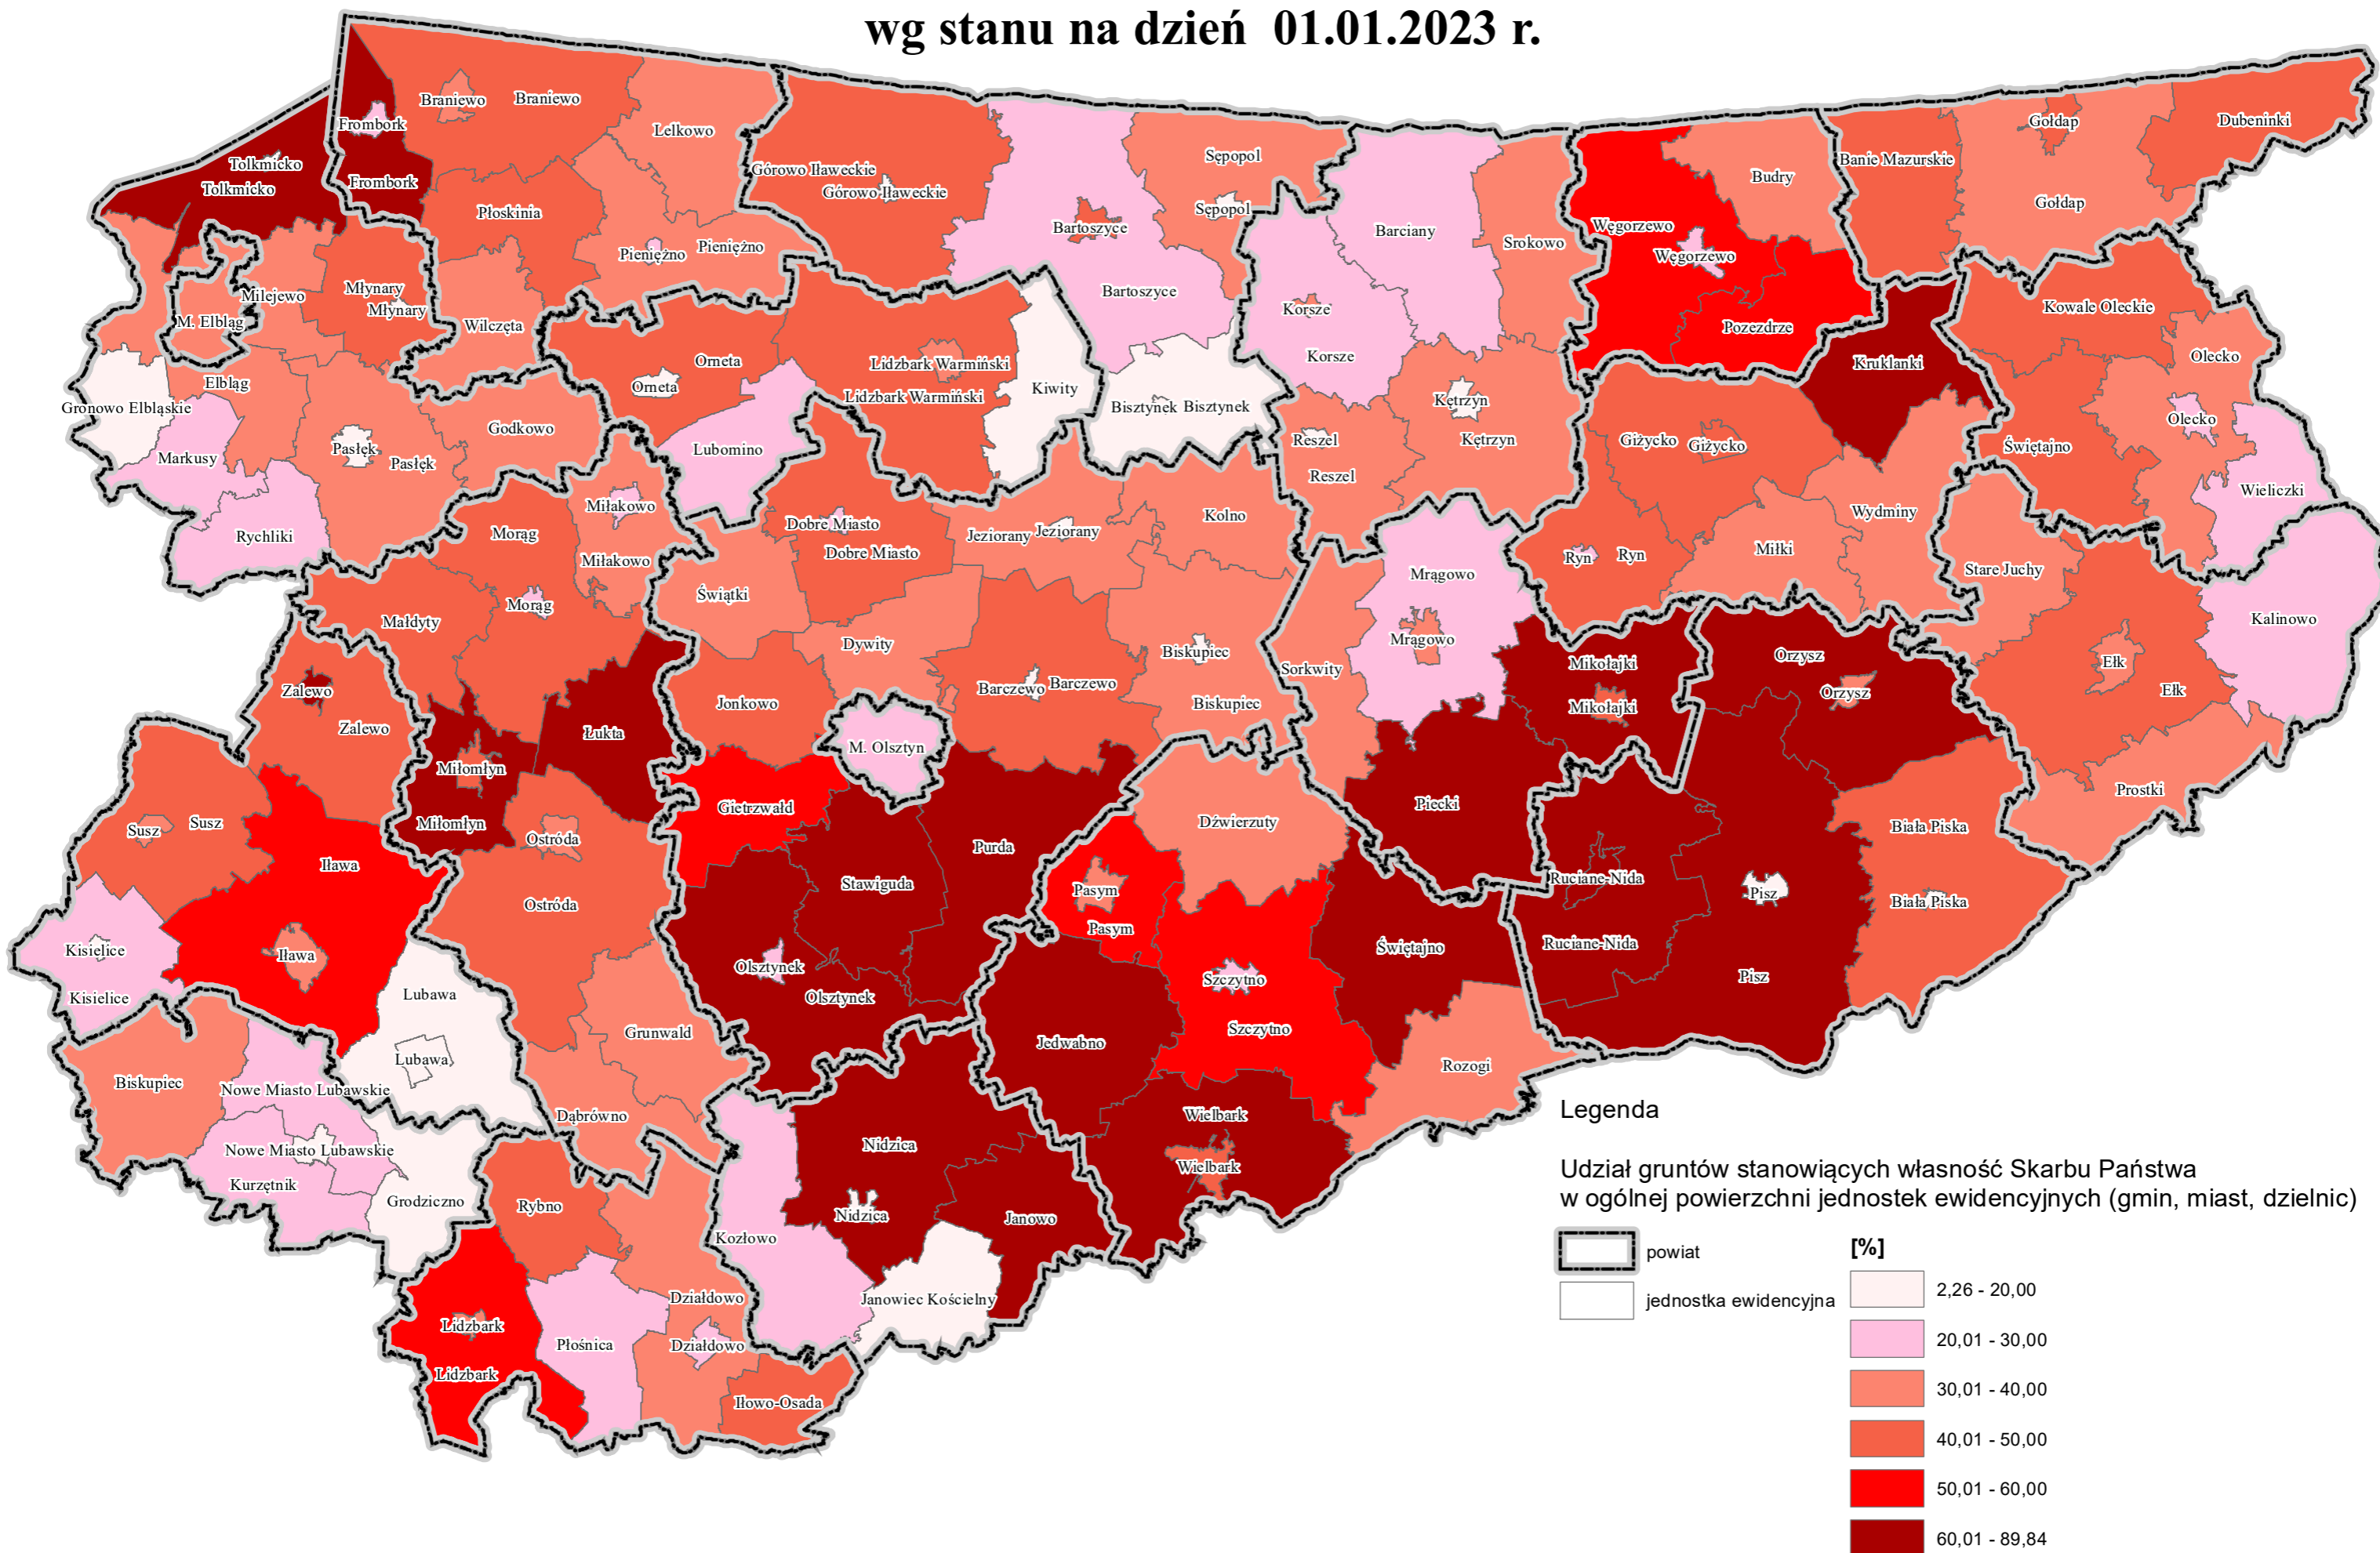 wg stanu na dzień 01.01.2023 r.
Braniewo
Braniewo
Frombork
Lelkowo
Gołdap
Dubeninki
Tolkmicko
Tolkmicko
Frombork
Górowo Iławeckie
Górowo Iławeckie
Sępopol
Banie Mazurskie
Budry
Płoskinia
Sępopol
Gołdap
Pieniężno
Pieniężno
Bartoszyce
Barciany
Srokowo
Węgorzewo
Węgorzewo
Milejewo
Młynary
Młynary
M. Elbląg
Wilczęta
Bartoszyce
Korsze
Korsze
Pozezdrze
Kowale Oleckie
Orneta
Orneta
Lidzbark Warmiński
Lidzbark Warmiński
Kruklanki
Olecko
Elbląg
Gronowo Elbląskie
Kiwity
Bisztynek
Bisztynek
Kętrzyn
Kętrzyn
Olecko
Markusy
Pasłęk
Pasłęk
Godkowo
Lubomino
Reszel
Reszel
Giżycko
Giżycko
Świętajno
Wieliczki
Rychliki
Morąg
Miłakowo
Miłakowo
Dobre Miasto
Dobre Miasto
Jeziorany
Jeziorany
Kolno
Wydminy
Ryn
Ryn
Miłki
Stare Juchy
Kalinowo
Małdyty
Morąg
Świątki
Dywity
Mrągowo
Mrągowo
Sorkwity
Biskupiec
Biskupiec
Mikołajki
Mikołajki
Orzysz
Orzysz
Ełk
Ełk
Zalewo
Zalewo
Łukta
Jonkowo
Barczewo
Barczewo
M. Olsztyn
Miłomłyn
Miłomłyn
Susz
Susz
Iława
Ostróda
Gietrzwałd
Purda
Dźwierzuty
Piecki
Prostki
Biała Piska
Biała Piska
Stawiguda
Pasym
Pasym
Ruciane-Nida
Ruciane-Nida
Pisz
Pisz
Ostróda
Kisielice
Kisielice
Iława
Lubawa
Lubawa
Olsztynek
Olsztynek
Szczytno
Szczytno
Świętajno
Grunwald
Jedwabno
Rozogi
Biskupiec
Nowe Miasto Lubawskie
Nowe Miasto Lubawskie
Kurzętnik
Dąbrówno
Grodziczno
Rybno
Nidzica
Nidzica
Wielbark
Wielbark
Janowo
Kozłowo
Janowiec Kościelny
Działdowo
Działdowo
Lidzbark
Lidzbark
Płośnica
Iłowo-Osada
Legenda
Udział gruntów stanowiących własność Skarbu Państwa
w ogólnej powierzchni jednostek ewidencyjnych (gmin, miast, dzielnic)
powiat
jednostka ewidencyjna
[%]
2,26 - 20,00
20,01 - 30,00
30,01 - 40,00
40,01 - 50,00
50,01 - 60,00
60,01 - 89,84